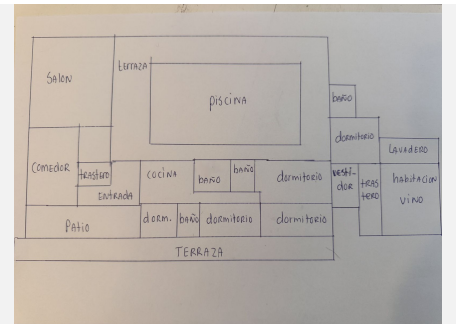 SALON
terraza
piscina
baño
dormitorio
LAVADERO
COMEDOR
trastero
ENTRADA
COCINA
baño
baño
dormitorio
vesti-
dor
tras
tero
habitacion
vino
Patio
dorm.
baño
dormitorio
dormitorio
TERRAZA